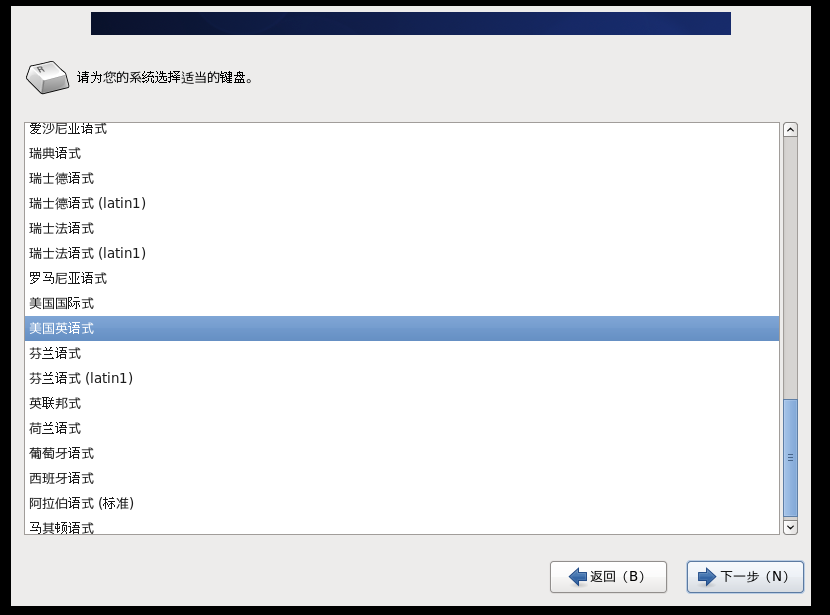 请为您的系统选择适当的键盘。
爱沙尼亚语式
瑞典语式
瑞士德语式
瑞士德语式 (latin1)
瑞士法语式
瑞士法语式 (latin1)
罗马尼亚语式
美国国际式
美国英语式
芬兰语式
芬兰语式 (latin1)
英联邦式
荷兰语式
葡萄牙语式
西班牙语式
阿拉伯语式 (标准)
马其顿语式
返回（B）
下一步（N）